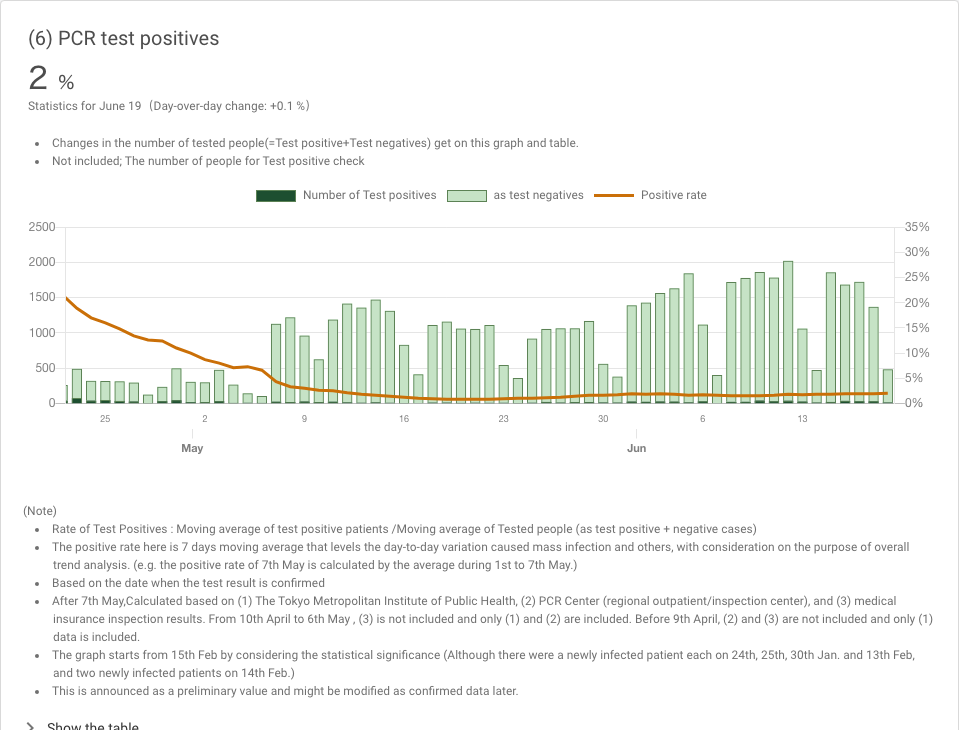 (6) PCR test positives
2 %
Statistics for June 19（Day-over-day change: +0.1 %）
Changes in the number of tested people(=Test positive+Test negatives) get on this graph and table.
Not included; The number of people for Test positive check
Number of Test positives as test negatives Positive rate
2500 35%
30%
2000
25%
1500 20%
15%
1000
10%
500
5%
0 0%
25 2 9 16 23 30 6 13
May Jun
(Note)
Rate of Test Positives : Moving average of test positive patients /Moving average of Tested people (as test positive + negative cases)
The positive rate here is 7 days moving average that levels the day-to-day variation caused mass infection and others, with consideration on the purpose of overall
trend analysis. (e.g. the positive rate of 7th May is calculated by the average during 1st to 7th May.)
Based on the date when the test result is confirmed
After 7th May,Calculated based on (1) The Tokyo Metropolitan Institute of Public Health, (2) PCR Center (regional outpatient/inspection center), and (3) medical
insurance inspection results. From 10th April to 6th May , (3) is not included and only (1) and (2) are included. Before 9th April, (2) and (3) are not included and only (1)
data is included.
The graph starts from 15th Feb by considering the statistical significance (Although there were a newly infected patient each on 24th, 25th, 30th Jan. and 13th Feb,
and two newly infected patients on 14th Feb.)
This is announced as a preliminary value and might be modified as confirmed data later.
Show the table